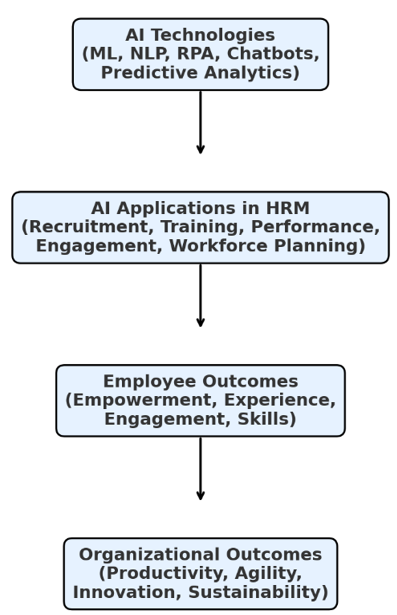 AI Technologies
(ML, NLP, RPA, Chatbots,
Predictive Analytics)
AI Applications in HRM
(Recruitment, Training, Performance,
Engagement, Workforce Planning)
Employee Outcomes
(Empowerment, Experience,
Engagement, Skills)
Organizational Outcomes
(Productivity, Agility,
Innovation, Sustainability)